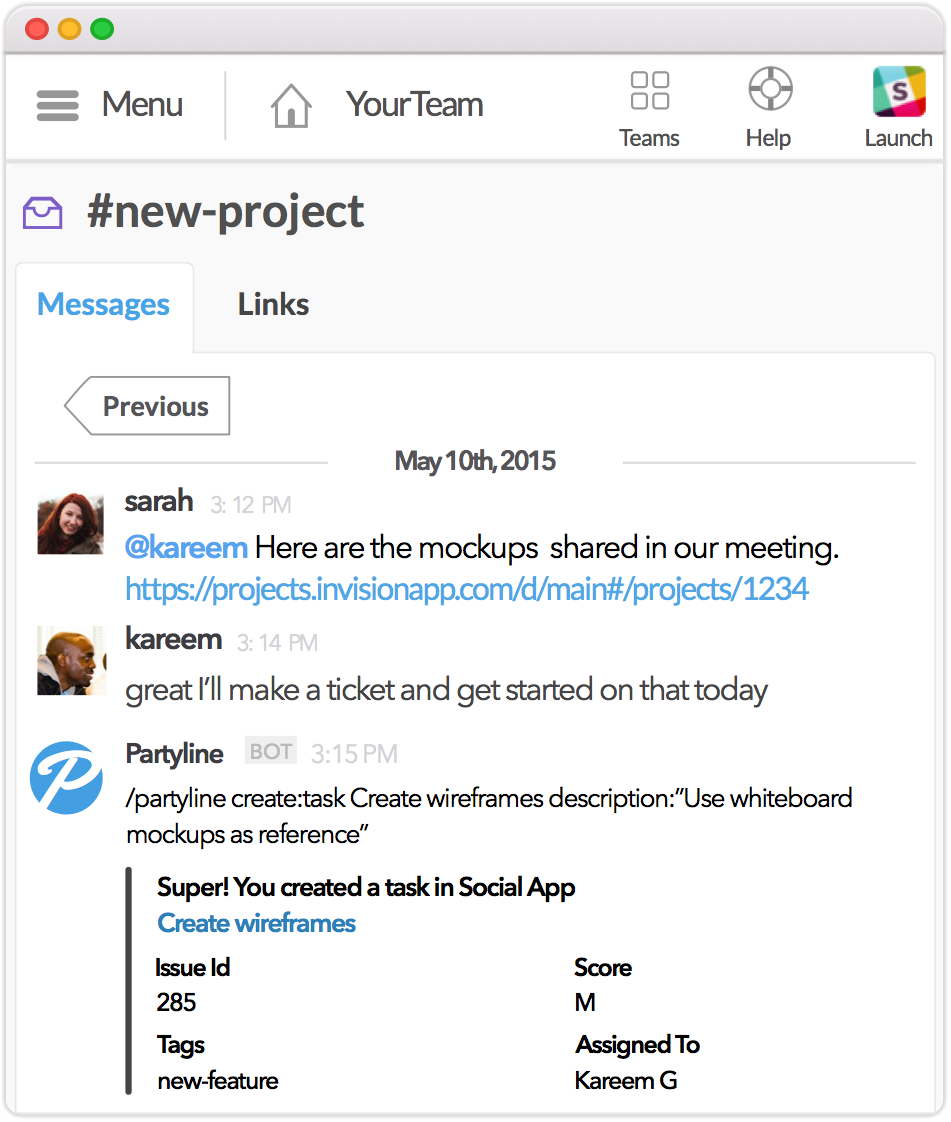 Menu
YourTeam
Teams
Help
S
Launch
#new-project
Messages
Links
Previous
May 10th, 2015
sarah 3: 12 PM
@kareem Here are the mockups shared in our meeting.
https://projects.invisionapp.com/d/main#/projects/1234
kareem 3: 14 PM
great I’ll make a ticket and get started on that today
P
Partyline BOT 3:15 PM
/partyline create:task Create wireframes description:”Use whiteboard
mockups as reference”
Super! You created a task in Social App
Create wireframes
Issue Id Score
285 M
Tags Assigned To
new-feature Kareem G